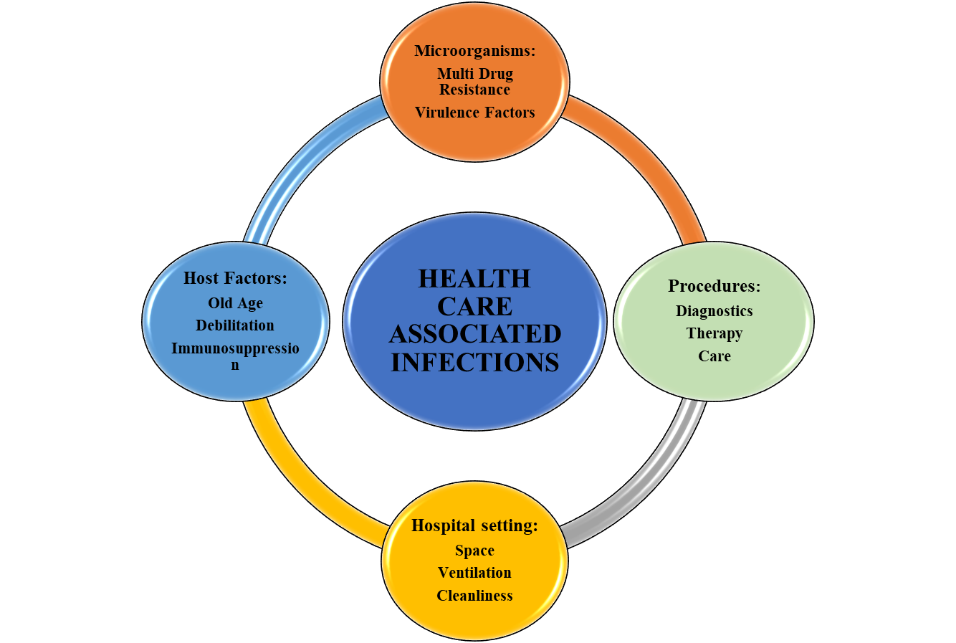 Microorganisms:
Multi Drug
Resistance
Virulence Factors
Host Factors:
Old Age
Debilitation
Immunosuppressio
n
HEALTH
CARE
ASSOCIATED
INFECTIONS
Procedures:
Diagnostics
Therapy
Care
Hospital setting:
Space
Ventilation
Cleanliness